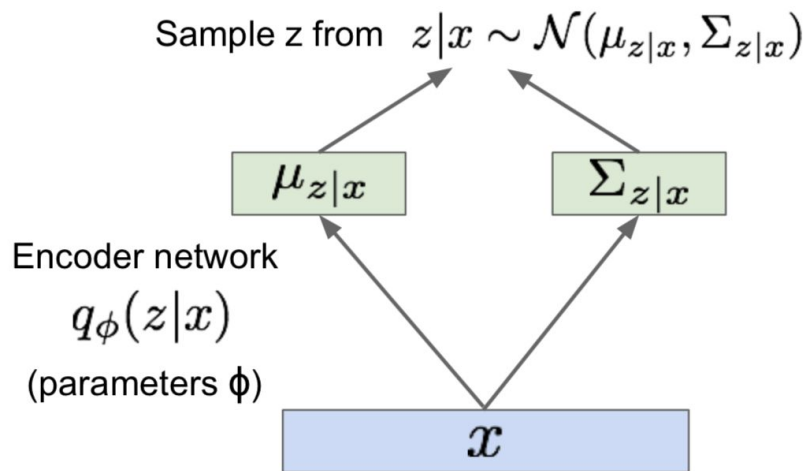 Sample z from z|x ∼ 𝒩(μ_{z|x}, Σ_{z|x})
μ_{z|x}
Σ_{z|x}
Encoder network
q_ϕ(z|x)
(parameters ϕ)
x